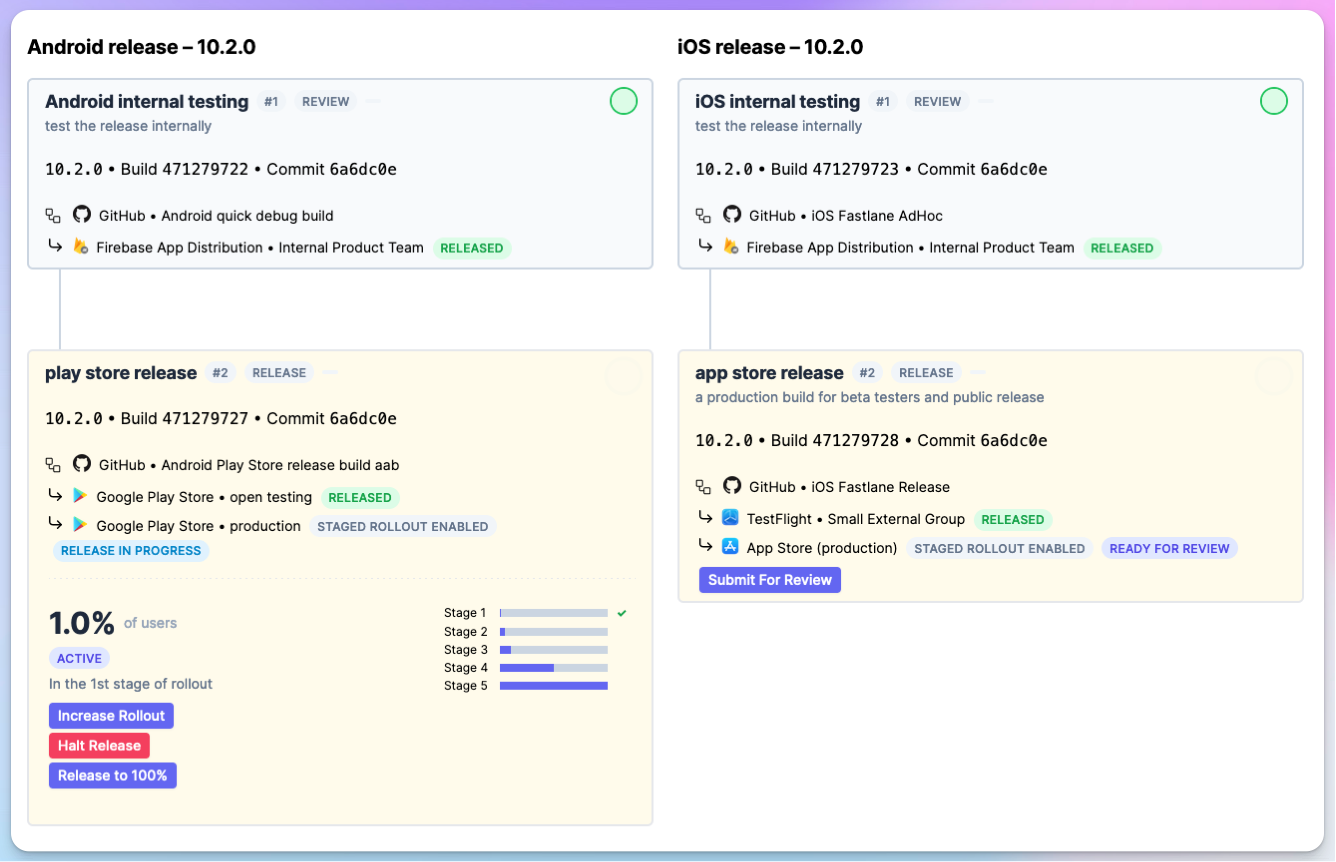 Android release – 10.2.0
Android internal testing #1 REVIEW
test the release internally
10.2.0 • Build 471279722 • Commit 6a6dc0e
GitHub • Android quick debug build
Firebase App Distribution • Internal Product Team RELEASED
play store release #2 RELEASE
10.2.0 • Build 471279727 • Commit 6a6dc0e
GitHub • Android Play Store release build aab
Google Play Store • open testing RELEASED
Google Play Store • production STAGED ROLLOUT ENABLED
RELEASE IN PROGRESS
1.0% of users
ACTIVE
In the 1st stage of rollout
Increase Rollout
Halt Release
Release to 100%
Stage 1
Stage 2
Stage 3
Stage 4
Stage 5
iOS release – 10.2.0
iOS internal testing #1 REVIEW
test the release internally
10.2.0 • Build 471279723 • Commit 6a6dc0e
GitHub • iOS Fastlane AdHoc
Firebase App Distribution • Internal Product Team RELEASED
app store release #2 RELEASE
a production build for beta testers and public release
10.2.0 • Build 471279728 • Commit 6a6dc0e
GitHub • iOS Fastlane Release
TestFlight • Small External Group RELEASED
App Store (production) STAGED ROLLOUT ENABLED READY FOR REVIEW
Submit For Review